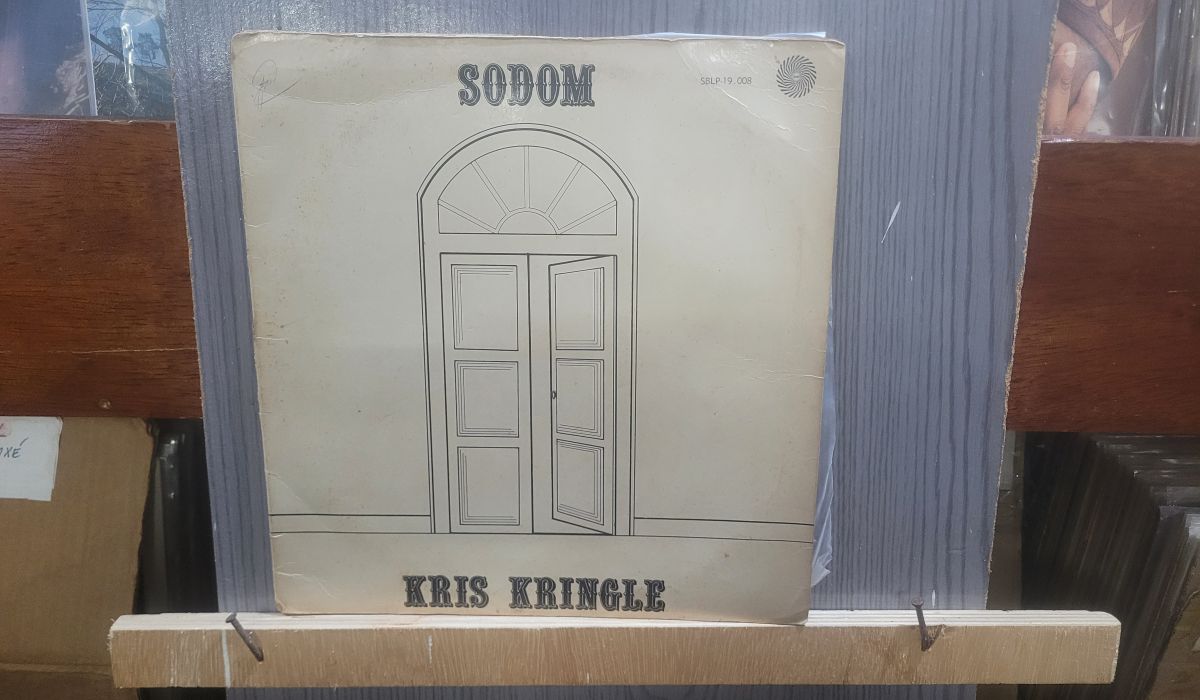 SODOM
SBLP-19.008
KRIS KRINGLE